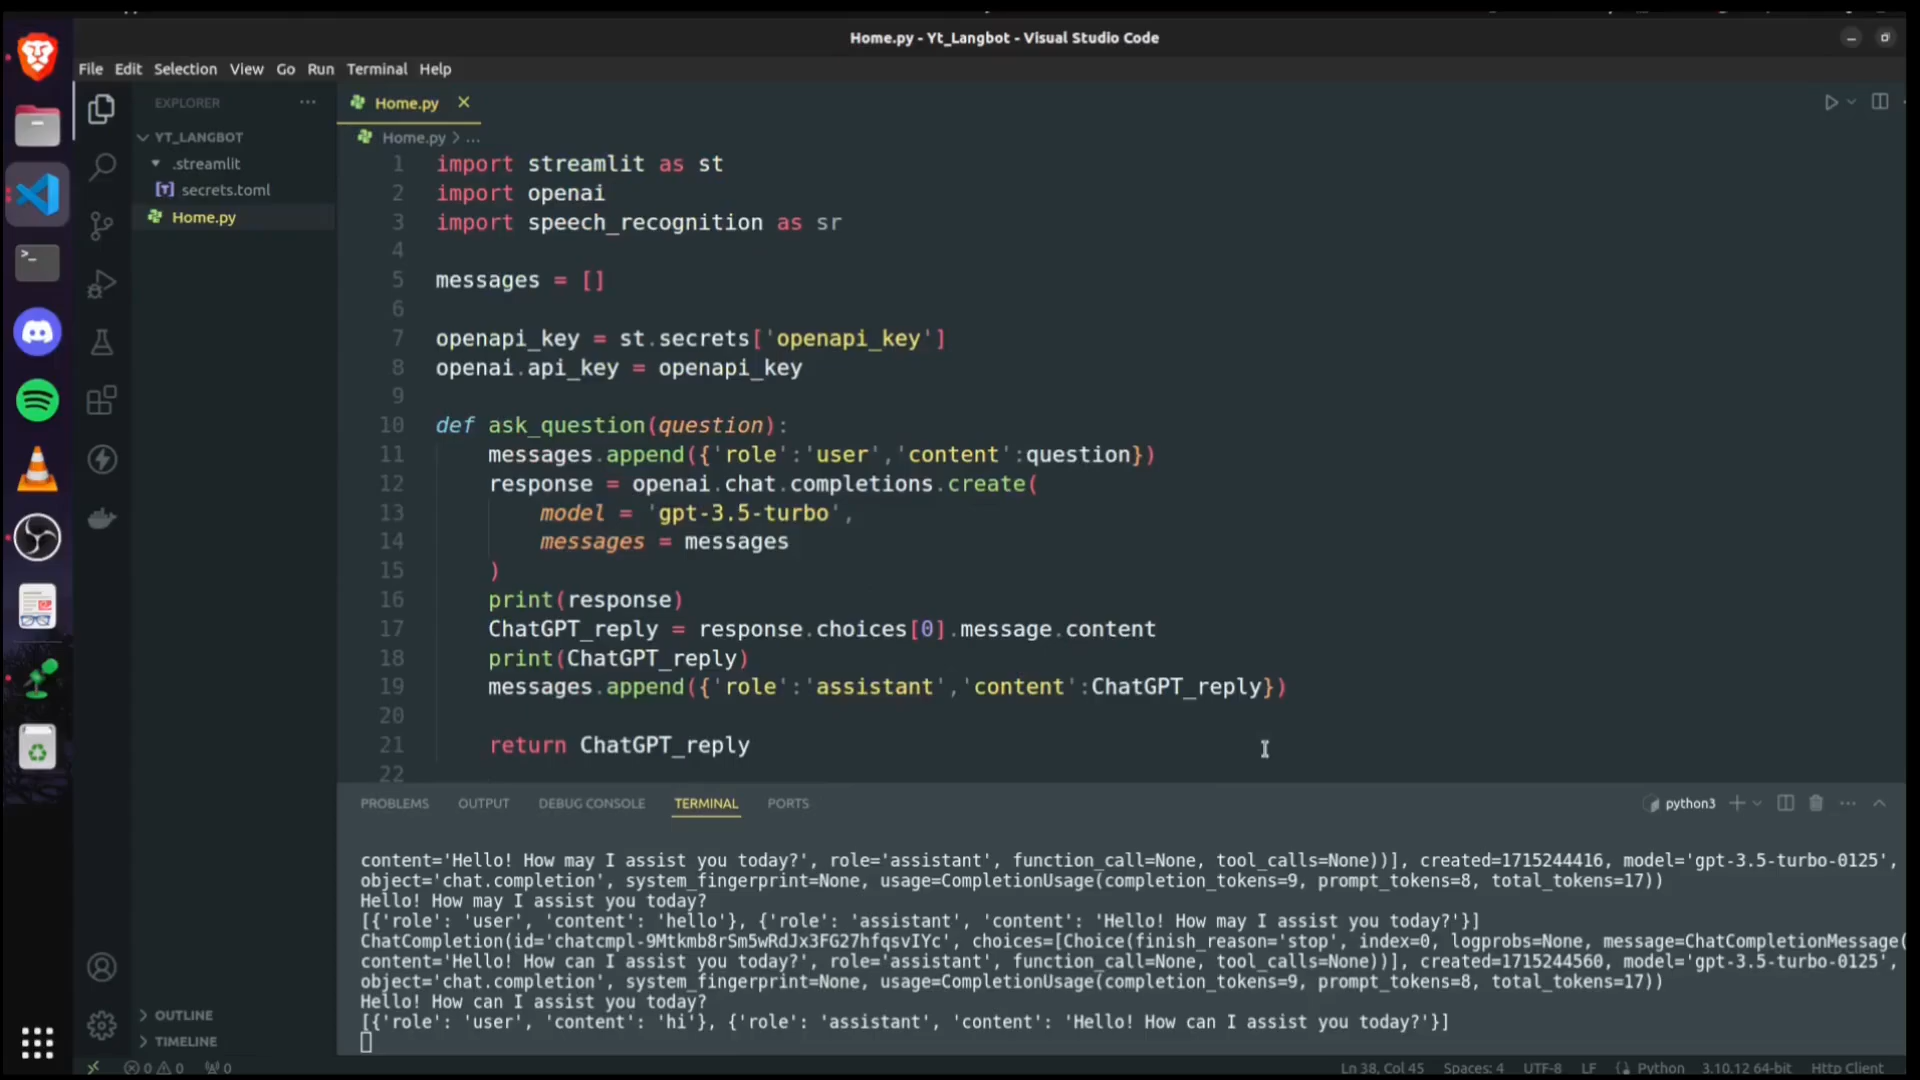 Home.py - Yt_Langbot - Visual Studio Code
File Edit Selection View Go Run Terminal Help
EXPLORER
YT_LANGBOT
.streamlit
secrets.toml
Home.py
Home.py
Home.py > ...
1 import streamlit as st
2 import openai
3 import speech_recognition as sr
4
5 messages = []
6
7 openapi_key = st.secrets['openapi_key']
8 openai.api_key = openapi_key
9
10 def ask_question(question):
11 messages.append({'role':'user','content':question})
12 response = openai.chat.completions.create(
13 model = 'gpt-3.5-turbo',
14 messages = messages
15 )
16 print(response)
17 ChatGPT_reply = response.choices[0].message.content
18 print(ChatGPT_reply)
19 messages.append({'role':'assistant','content':ChatGPT_reply})
20
21 return ChatGPT_reply
22
PROBLEMS OUTPUT DEBUG CONSOLE TERMINAL PORTS
python3
content='Hello! How may I assist you today?', role='assistant', function_call=None, tool_calls=None))], created=1715244416, model='gpt-3.5-turbo-0125',
object='chat.completion', system_fingerprint=None, usage=CompletionUsage(completion_tokens=9, prompt_tokens=8, total_tokens=17))
Hello! How may I assist you today?
[{'role': 'user', 'content': 'hello'}, {'role': 'assistant', 'content': 'Hello! How may I assist you today?'}]
ChatCompletion(id='chatcmpl-9Mtkmb8rSm5wRdJx3FG27hfqsvIYc', choices=[Choice(finish_reason='stop', index=0, logprobs=None, message=ChatCompletionMessage(
content='Hello! How can I assist you today?', role='assistant', function_call=None, tool_calls=None))], created=1715244560, model='gpt-3.5-turbo-0125',
object='chat.completion', system_fingerprint=None, usage=CompletionUsage(completion_tokens=9, prompt_tokens=8, total_tokens=17))
Hello! How can I assist you today?
[{'role': 'user', 'content': 'hi'}, {'role': 'assistant', 'content': 'Hello! How can I assist you today?'}]
OUTLINE
TIMELINE
0 0 0
Ln 38, Col 45 Spaces: 4 UTF-8 LF Python 3.10.12 64-bit Http Client